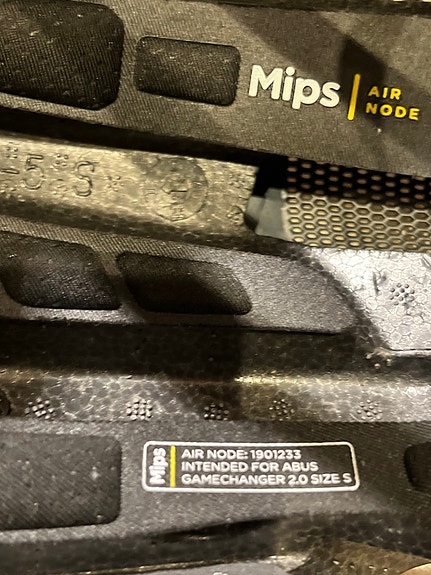 Mips
AIR
NODE
Mips
AIR NODE: 1901233
INTENDED FOR ABUS
GAMECHANGER 2.0 SIZE S